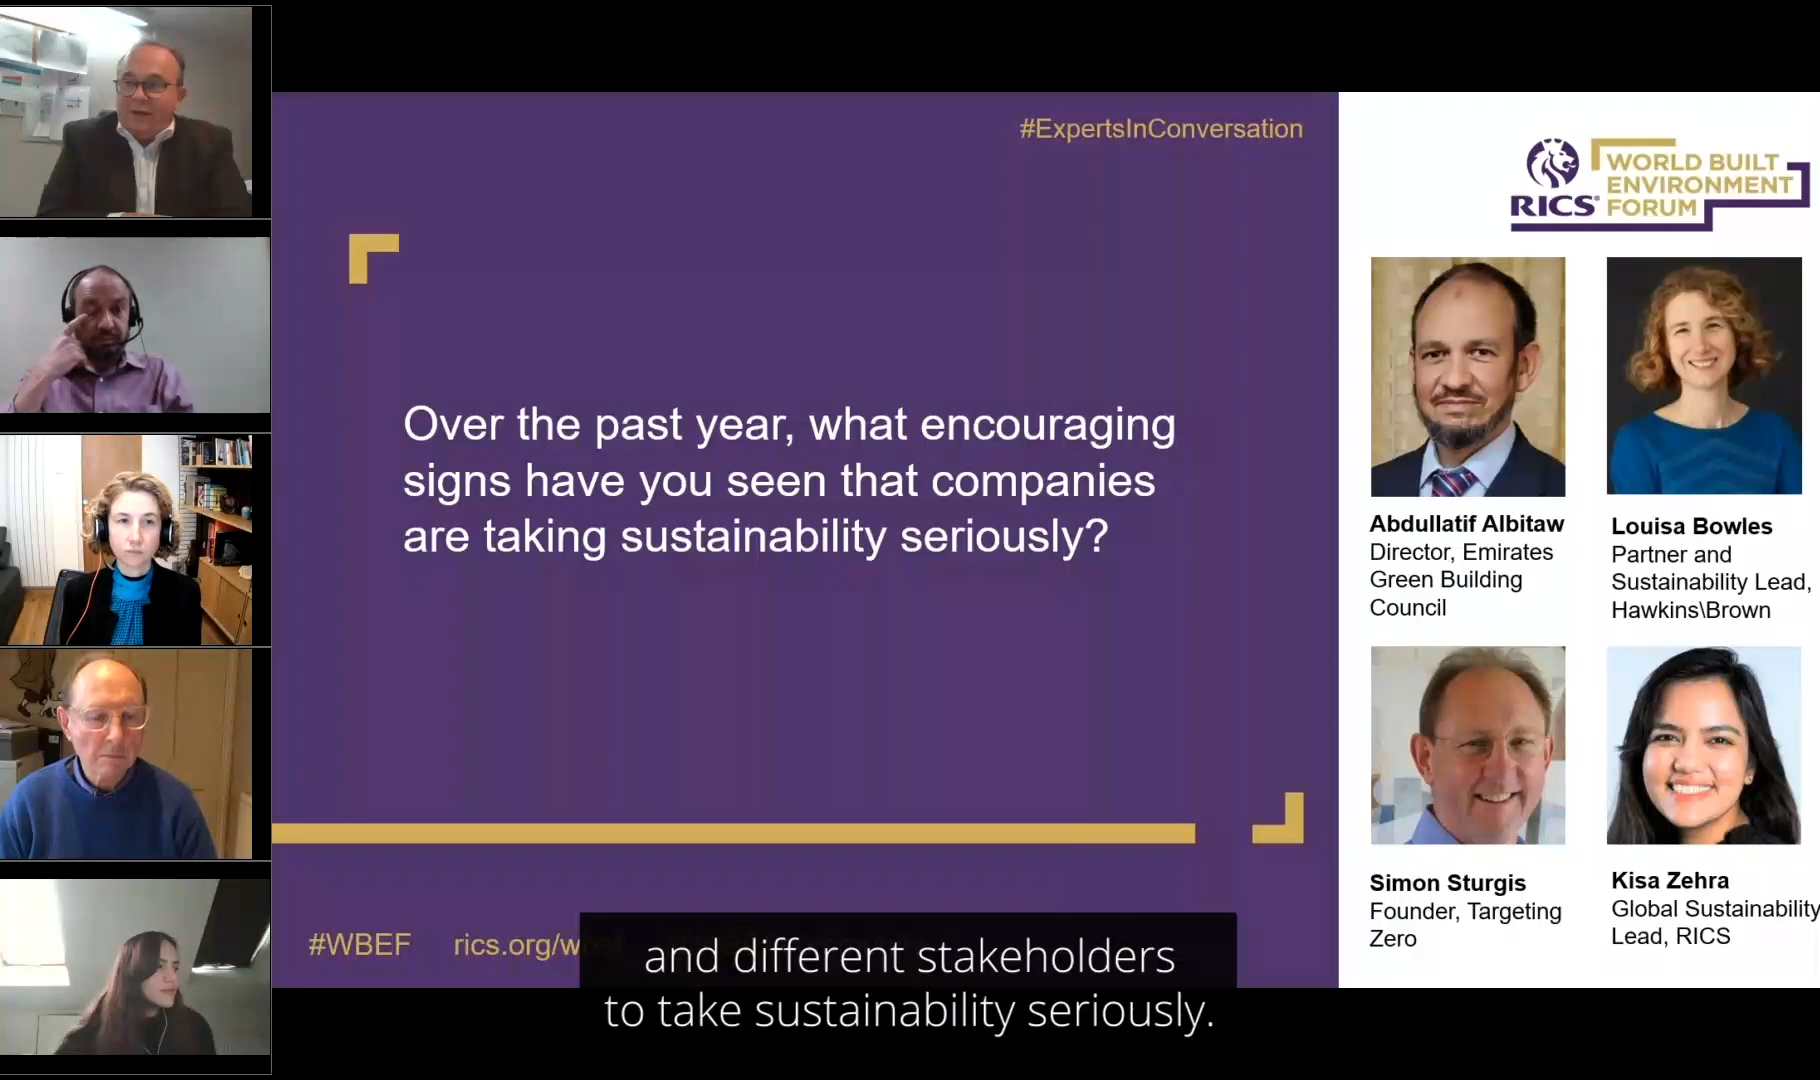 #ExpertsInConversation
Over the past year, what encouraging
signs have you seen that companies
are taking sustainability seriously?
#WBEF rics.org/w
RICS
WORLD BUILT
ENVIRONMENT
FORUM
Abdullatif Albitaw
Director, Emirates
Green Building
Council
Louisa Bowles
Partner and
Sustainability Lead,
Hawkins\Brown
Simon Sturgis
Founder, Targeting
Zero
Kisa Zehra
Global Sustainability
Lead, RICS
and different stakeholders
to take sustainability seriously.